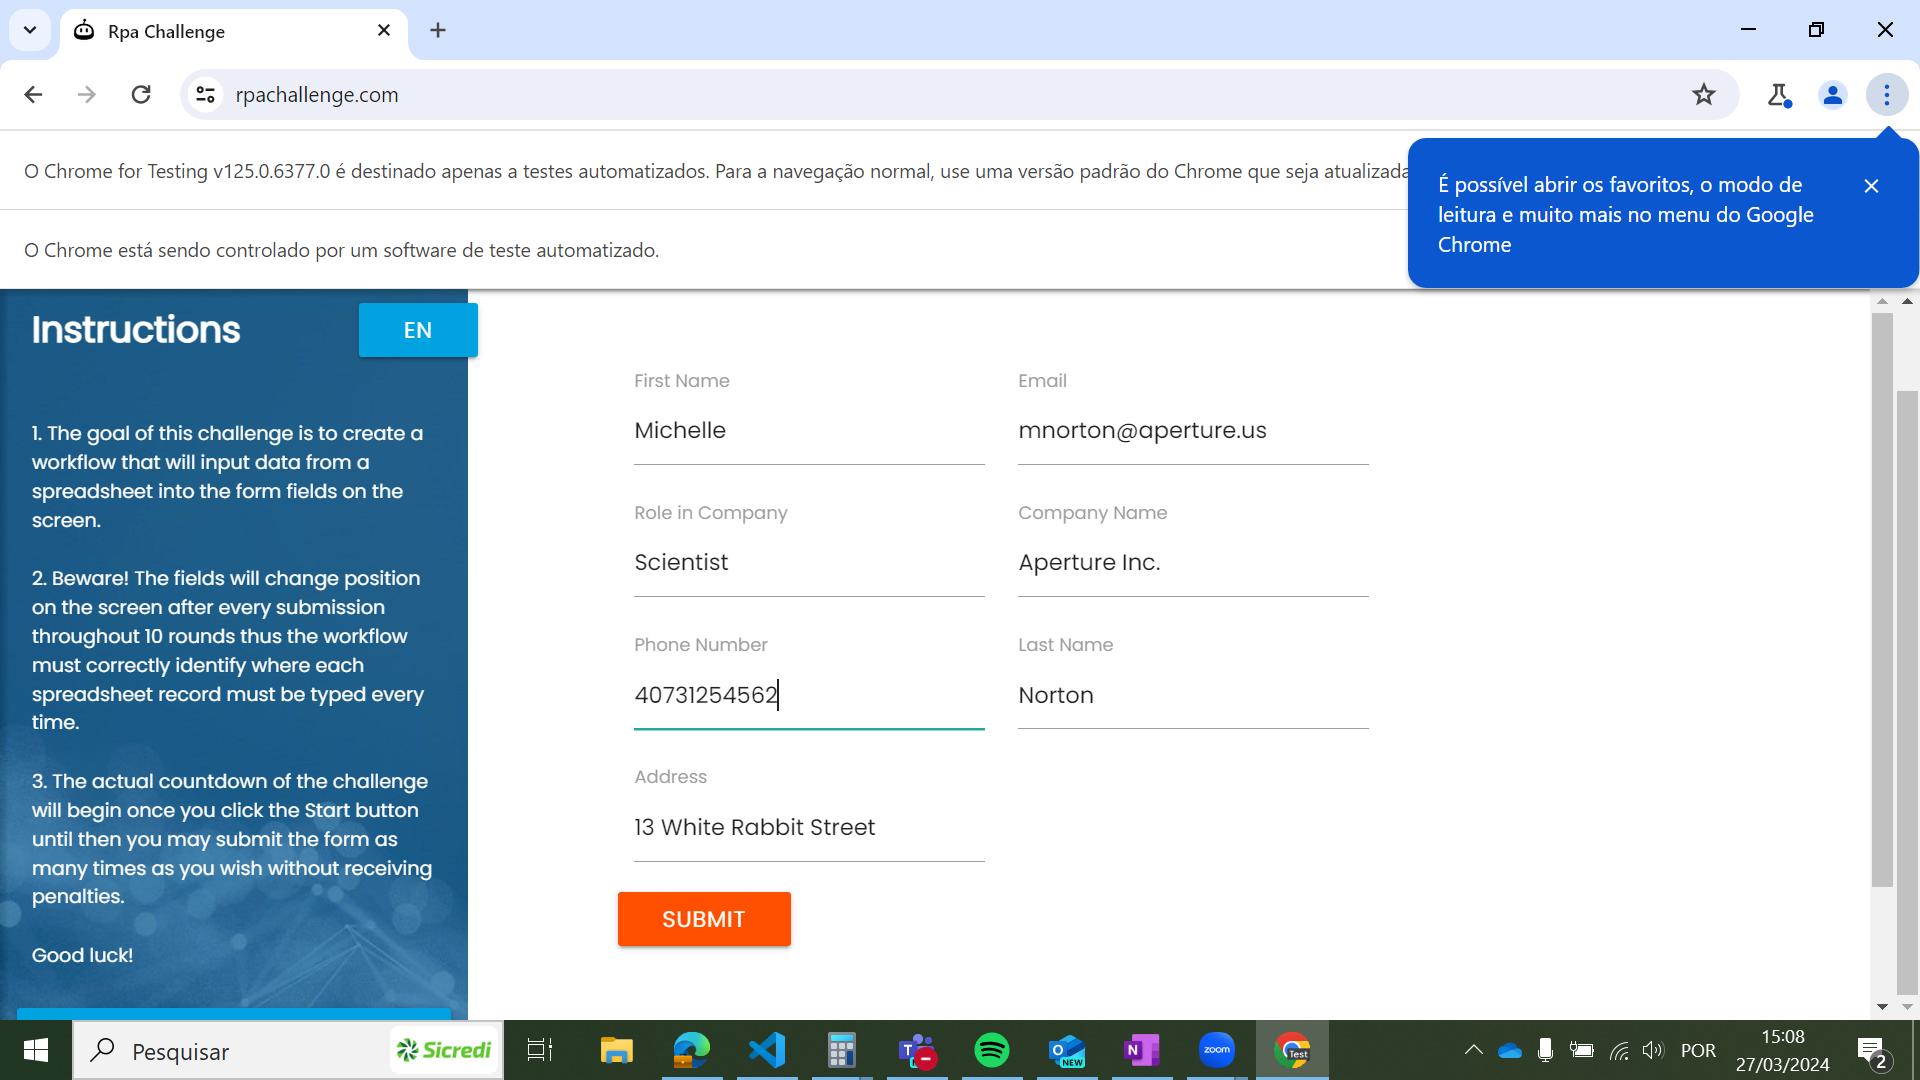 Rpa Challenge
rpachallenge.com
O Chrome for Testing v125.0.6377.0 é destinado apenas a testes automatizados. Para a navegação normal, use uma versão padrão do Chrome que seja atualizada
É possível abrir os favoritos, o modo de
leitura e muito mais no menu do Google
Chrome
O Chrome está sendo controlado por um software de teste automatizado.
Instructions
EN
1. The goal of this challenge is to create a
workflow that will input data from a
spreadsheet into the form fields on the
screen.
2. Beware! The fields will change position
on the screen after every submission
throughout 10 rounds thus the workflow
must correctly identify where each
spreadsheet record must be typed every
time.
3. The actual countdown of the challenge
will begin once you click the Start button
until then you may submit the form as
many times as you wish without receiving
penalties.
Good luck!
First Name
Michelle
Email
mnorton@aperture.us
Role in Company
Scientist
Company Name
Aperture Inc.
Phone Number
40731254562
Last Name
Norton
Address
13 White Rabbit Street
SUBMIT
Pesquisar
Sicredi
NEW
N
zoom
Test
POR
15:08
27/03/2024
2